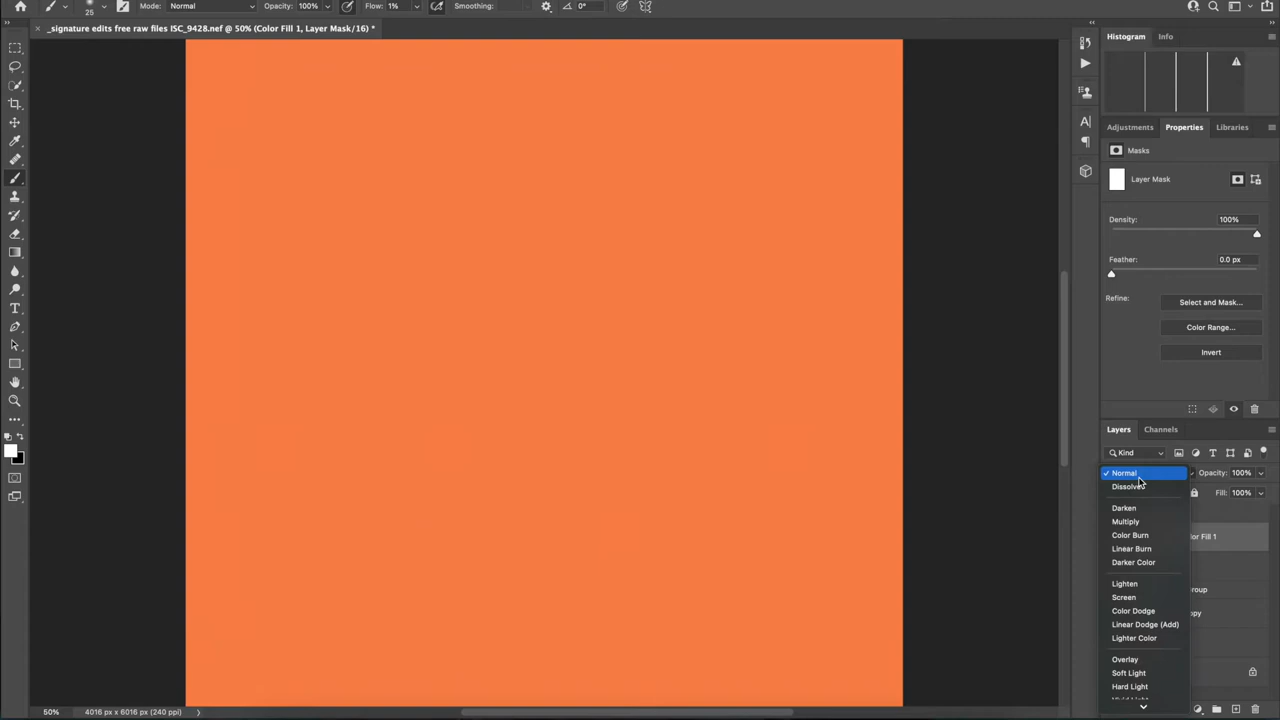 25 Mode: Normal Opacity: 100% Flow: 1% Smoothing: 0°
_signature edits free raw files ISC_9428.nef @ 50% (Color Fill 1, Layer Mask/16) *
Histogram Info
Adjustments Properties Libraries
Masks
Layer Mask
Density: 100%
Feather: 0.0 px
Refine: Select and Mask...
Color Range...
Invert
Layers Channels
Kind
✓ Normal Opacity: 100%
Dissolve
Fill: 100%
Darken
Multiply
Color Burn
lor Fill 1
Linear Burn
Darker Color
Lighten
roup
Screen
Color Dodge
opy
Linear Dodge (Add)
Lighter Color
Overlay
Soft Light
Hard Light
50% 4016 px x 6016 px (240 ppi)